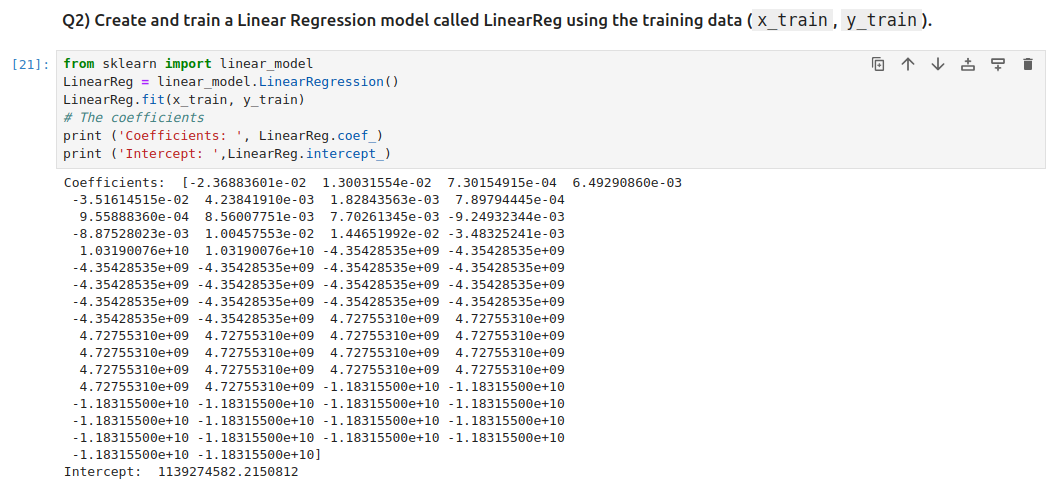 Q2) Create and train a Linear Regression model called LinearReg using the training data ( x_train , y_train ).
[21]: from sklearn import linear_model
LinearReg = linear_model.LinearRegression()
LinearReg.fit(x_train, y_train)
# The coefficients
print ('Coefficients: ', LinearReg.coef_)
print ('Intercept: ',LinearReg.intercept_)
Coefficients:  [-2.36883601e-02  1.30031554e-02  7.30154915e-04  6.49290860e-03
 -3.51614515e-02  4.23841910e-03  1.82843563e-03  7.89794445e-04
  9.55888360e-04  8.56007751e-03  7.70261345e-03 -9.24932344e-03
 -8.87528023e-03  1.00457553e-02  1.44651992e-02 -3.48325241e-03
  1.03190076e+10  1.03190076e+10 -4.35428535e+09 -4.35428535e+09
 -4.35428535e+09 -4.35428535e+09 -4.35428535e+09 -4.35428535e+09
 -4.35428535e+09 -4.35428535e+09 -4.35428535e+09 -4.35428535e+09
 -4.35428535e+09 -4.35428535e+09 -4.35428535e+09 -4.35428535e+09
 -4.35428535e+09 -4.35428535e+09  4.72755310e+09  4.72755310e+09
  4.72755310e+09  4.72755310e+09  4.72755310e+09  4.72755310e+09
  4.72755310e+09  4.72755310e+09  4.72755310e+09  4.72755310e+09
  4.72755310e+09  4.72755310e+09  4.72755310e+09  4.72755310e+09
  4.72755310e+09  4.72755310e+09 -1.18315500e+10 -1.18315500e+10
 -1.18315500e+10 -1.18315500e+10 -1.18315500e+10 -1.18315500e+10
 -1.18315500e+10 -1.18315500e+10 -1.18315500e+10 -1.18315500e+10
 -1.18315500e+10 -1.18315500e+10 -1.18315500e+10 -1.18315500e+10
 -1.18315500e+10 -1.18315500e+10]
Intercept:  1139274582.2150812